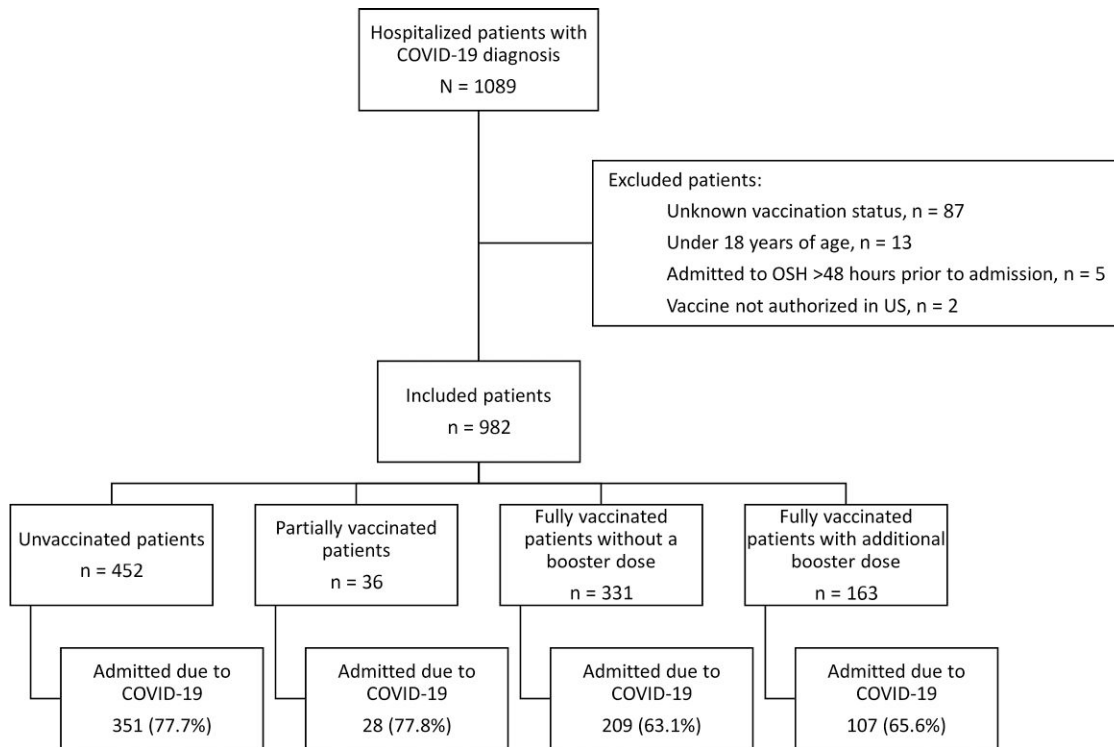 Hospitalized patients with
COVID-19 diagnosis
N = 1089
Excluded patients:
Unknown vaccination status, n = 87
Under 18 years of age, n = 13
Admitted to OSH >48 hours prior to admission, n = 5
Vaccine not authorized in US, n = 2
Included patients
n = 982
Unvaccinated patients
n = 452
Partially vaccinated
patients
n = 36
Fully vaccinated
patients without a
booster dose
n = 331
Fully vaccinated
patients with additional
booster dose
n = 163
Admitted due to
COVID-19
351 (77.7%)
Admitted due to
COVID-19
28 (77.8%)
Admitted due to
COVID-19
209 (63.1%)
Admitted due to
COVID-19
107 (65.6%)